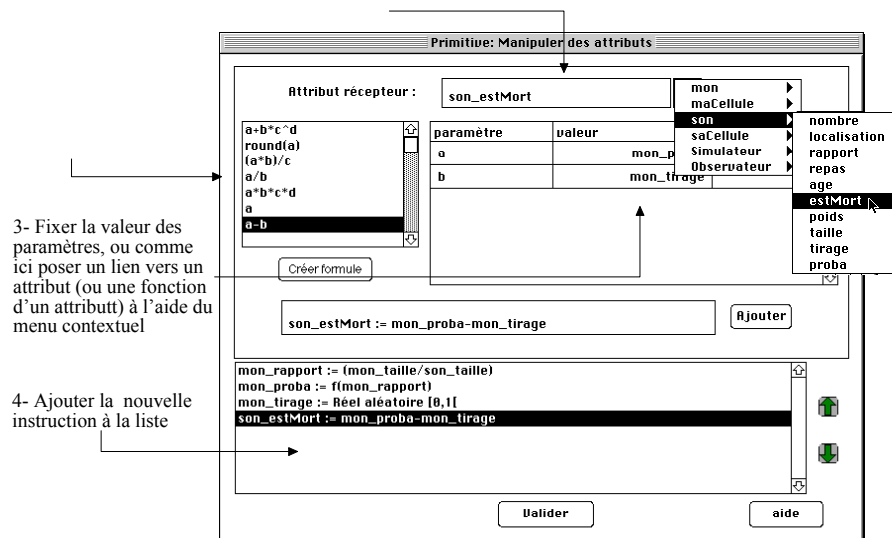 Primitive: Manipuler des attributs
Attribut récepteur :
son_estMort
mon
maCellule
son
saCellule
Simulateur
Observateur
nombre
localisation
rapport
repas
age
estMort
poids
taille
tirage
proba
a+b*c^d
round(a)
(a*b)/c
a/b
a*b*c*d
a
a-b
paramètre valeur
a mon_p
b mon_tirage
Créer formule
3- Fixer la valeur des
paramètres, ou comme
ici poser un lien vers un
attribut (ou une fonction
d'un attributt) à l'aide du
menu contextuel
son_estMort := mon_proba-mon_tirage
Ajouter
mon_rapport := (mon_taille/son_taille)
mon_proba := f(mon_rapport)
mon_tirage := Réel aléatoire [0,1[
son_estMort := mon_proba-mon_tirage
4- Ajouter la nouvelle
instruction à la liste
Valider
aide